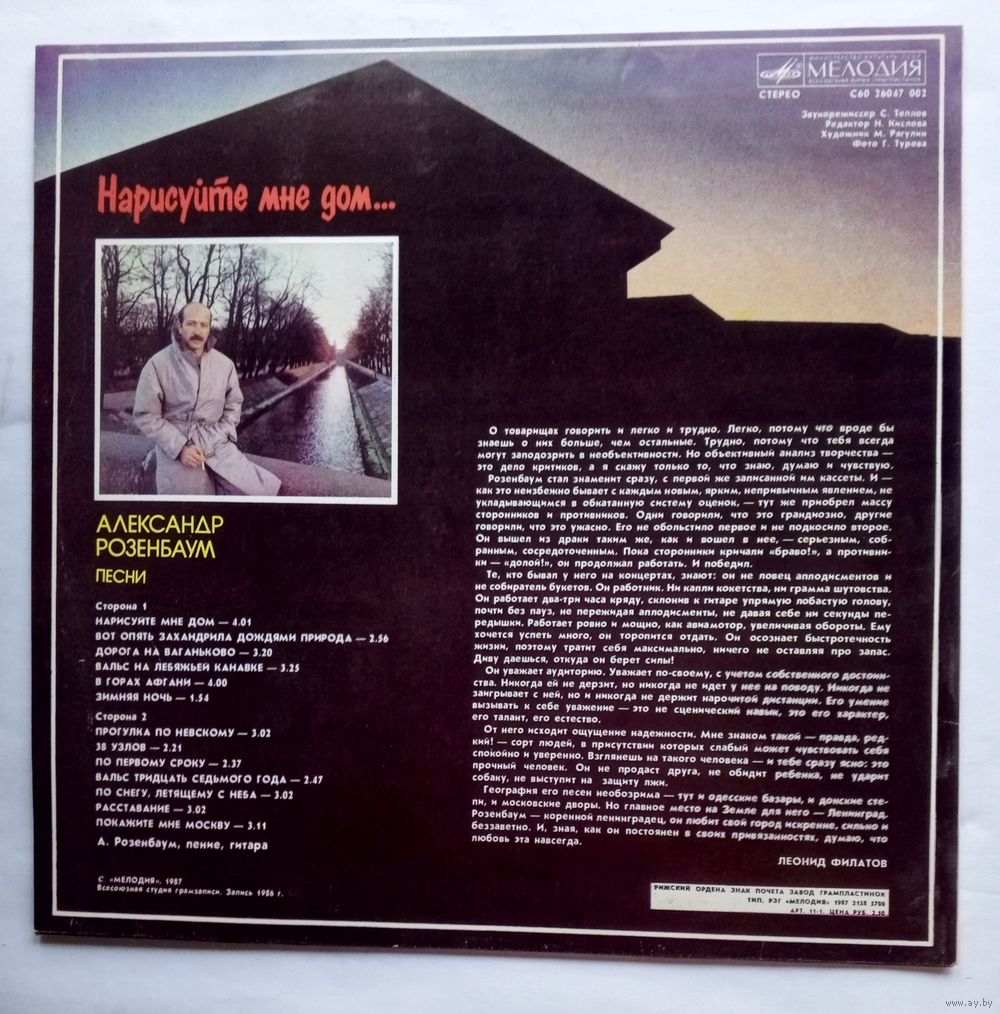 МИНИСТЕРСТВО КУЛЬТУРЫ СССР
МЕЛОДИЯ
ВСЕСОЮЗНАЯ ФИРМА ГРАМПЛАСТИНОК
СТЕРЕО С60 26047 002
Звукорежиссер С. Теплов
Редактор Н. Кислова
Художник М. Рагулин
Фото Г. Турова
Нарисуйте мне дом...
АЛЕКСАНДР
РОЗЕНБАУМ
ПЕСНИ
Сторона 1
НАРИСУЙТЕ МНЕ ДОМ — 4.01
ВОТ ОПЯТЬ ЗАХАНДРИЛА ДОЖДЯМИ ПРИРОДА — 2.56
ДОРОГА НА ВАГАНЬКОВО — 3.20
ВАЛЬС НА ЛЕБЯЖЬЕЙ КАНАВКЕ — 3.25
В ГОРАХ АФГАНИ — 4.00
ЗИМНЯЯ НОЧЬ — 1.54
Сторона 2
ПРОГУЛКА ПО НЕВСКОМУ — 3.02
38 УЗЛОВ — 2.21
ПО ПЕРВОМУ СРОКУ — 2.37
ВАЛЬС ТРИДЦАТЬ СЕДЬМОГО ГОДА — 2.47
ПО СНЕГУ, ЛЕТЯЩЕМУ С НЕБА — 3.02
РАССТАВАНИЕ — 3.02
ПОКАЖИТЕ МНЕ МОСКВУ — 3.11
А. Розенбаум, пение, гитара
С «МЕЛОДИЯ», 1987
Всесоюзная студия грамзаписи. Запись 1986 г.
О товарищах говорить и легко и трудно. Легко, потому что вроде бы
знаешь о них больше, чем остальные. Трудно, потому что тебя всегда
могут заподозрить в необъективности. Но объективный анализ творчества —
это дело критиков, а я скажу только то, что знаю, думаю и чувствую.
Розенбаум стал знаменит сразу, с первой же записанной им кассеты. И —
как это неизбежно бывает с каждым новым, ярким, непривычным явлением, не
укладывающимся в обкатанную систему оценок, — тут же приобрел массу
сторонников и противников. Одни говорили, что это грандиозно, другие
говорили, что это ужасно. Его не обольстило первое и не подкосило второе.
Он вышел из драки таким же, как и вошел в нее, — серьезным, соб-
ранным, сосредоточенным. Пока сторонники кричали «браво!», а противни-
ки — «долой!», он продолжал работать. И победил.
Те, кто бывал у него на концертах, знают: он не ловец аплодисментов и
не собиратель букетов. Он работник. Ни капли кокетства, ни грамма шутовства.
Он работает два-три часа кряду, склонив к гитаре упрямую лобастую голову,
почти без пауз, не пережидая аплодисменты, не давая себе ни секунды пе-
редышки. Работает ровно и мощно, как авиамотор, увеличивая обороты. Ему
хочется успеть много, он торопится отдать. Он осознает быстротечность
жизни, поэтому тратит себя максимально, ничего не оставляя про запас.
Диву даешься, откуда он берет силы!
Он уважает аудиторию. Уважает по-своему, с учетом собственного достоин-
ства. Никогда ей не дерзит, но никогда не идет у нее на поводу. Никогда не
заигрывает с ней, но и никогда не держит нарочитой дистанции. Его умение
вызывать к себе уважение — это не сценический навык, это его характер,
его талант, его естество.
От него исходит ощущение надежности. Мне знаком такой — правда, ред-
кий! — сорт людей, в присутствии которых слабый может чувствовать себя
спокойно и уверенно. Взглянешь на такого человека — и тебе сразу ясно: это
прочный человек. Он не продаст друга, не обидит ребенка, не ударит
собаку, не выступит на защиту лжи.
География его песен необозрима — тут и одесские базары, и донские сте-
пи, и московские дворы. Но главное место на Земле для него — Ленинград.
Розенбаум — коренной ленинградец, он любит свой город искренне, сильно и
беззаветно. И, зная, как он постоянен в своих привязанностях, думаю, что
любовь эта навсегда.
ЛЕОНИД ФИЛАТОВ
РИЖСКИЙ ОРДЕНА ЗНАК ПОЧЕТА ЗАВОД ГРАМПЛАСТИНОК
ТИП. РЗГ «МЕЛОДИЯ» 1987 2158 5700
АРТ. 11-1. ЦЕНА РУБ. 2,50
www.ay.by